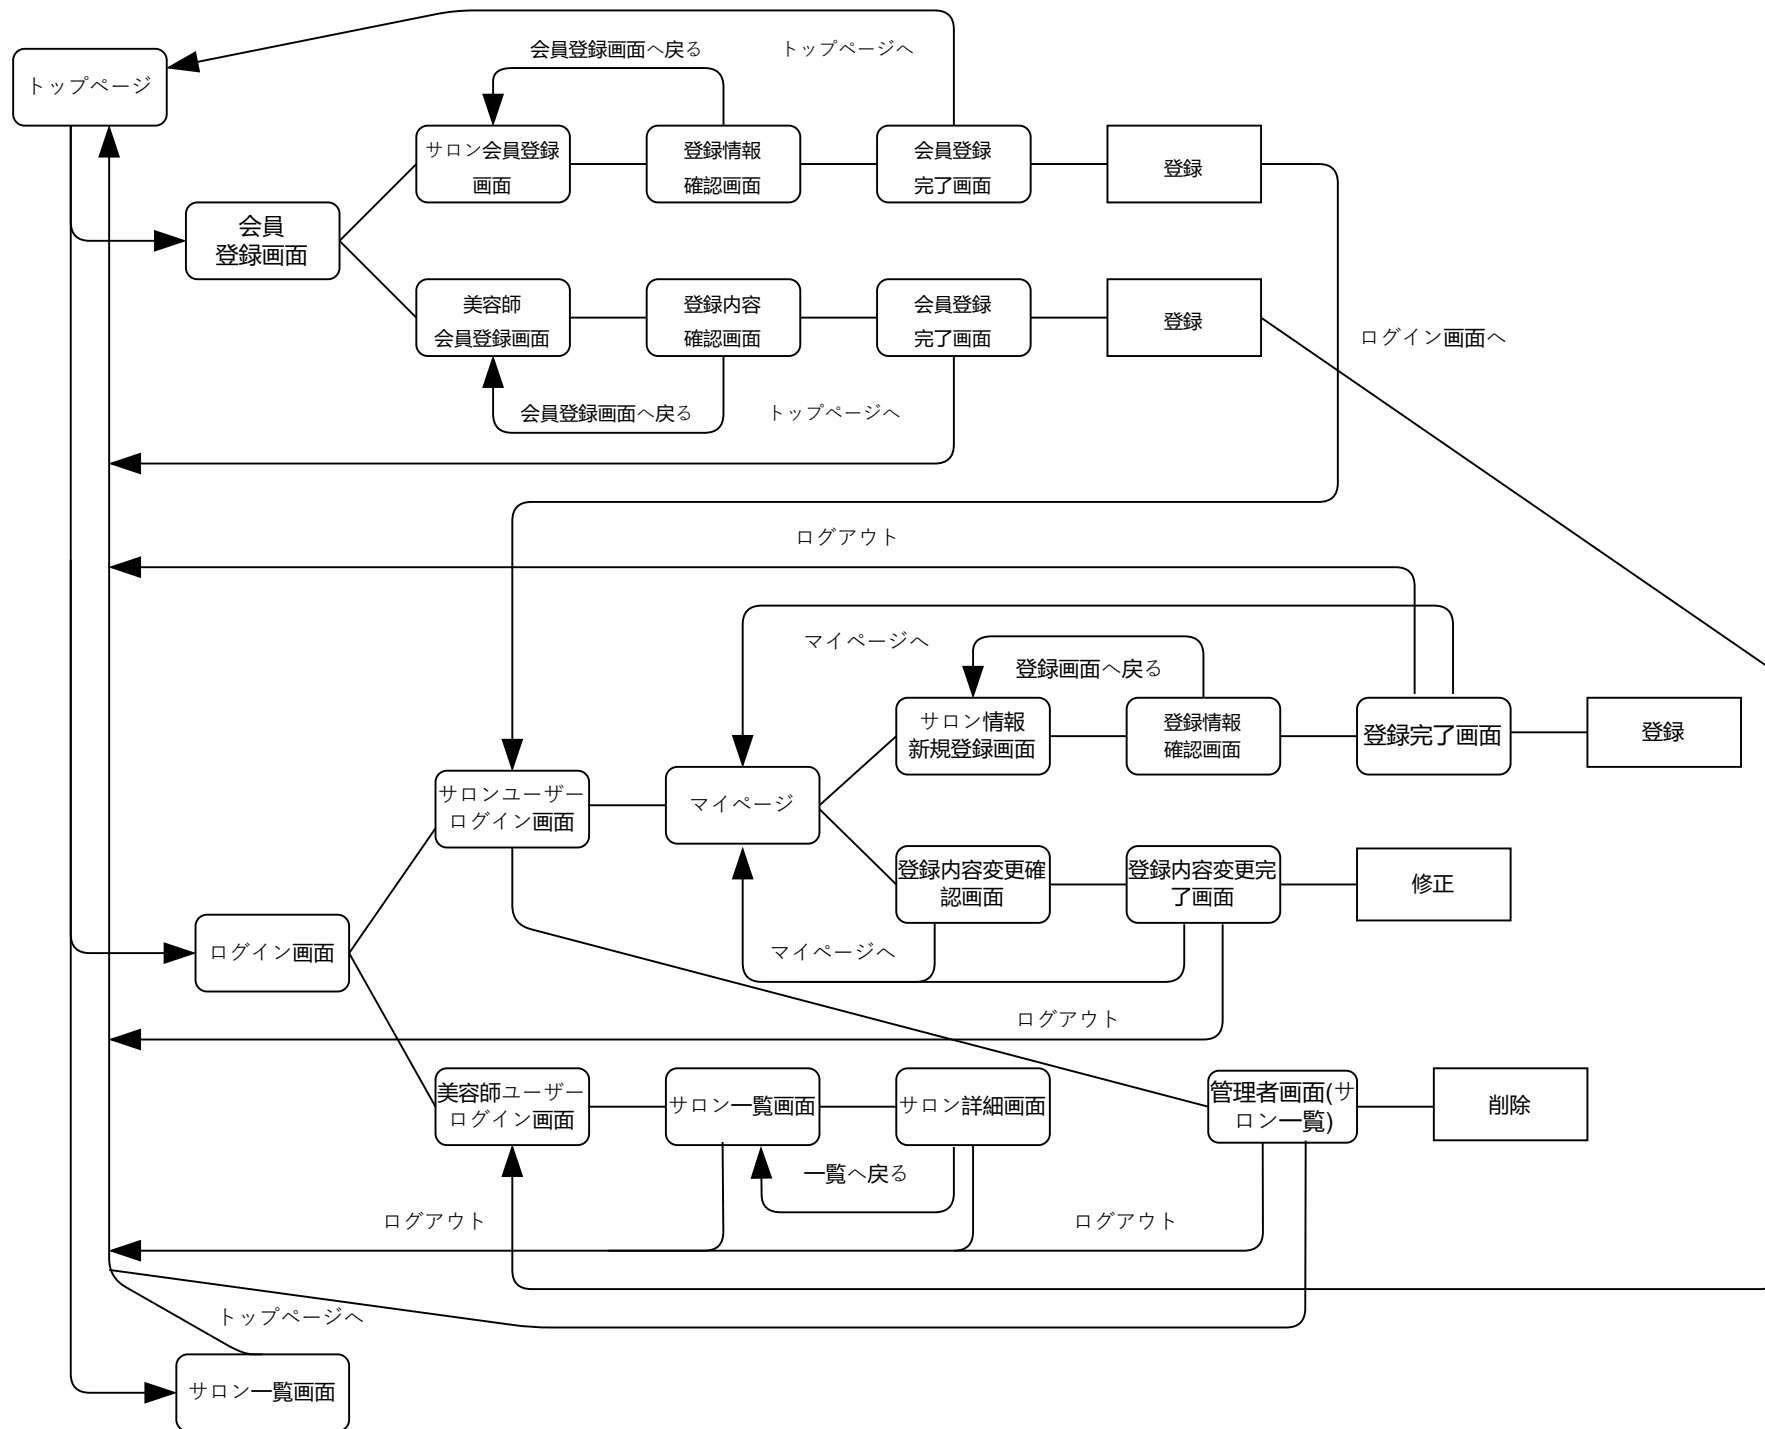 会員登録画面へ戻る
トップページへ
トップページ
サロン会員登録
画面
登録情報
確認画面
会員登録
完了画面
登録
会員
登録画面
美容師
会員登録画面
登録内容
確認画面
会員登録
完了画面
登録
ログイン画面へ
会員登録画面へ戻る
トップページへ
ログアウト
マイページへ
登録画面へ戻る
サロン情報
新規登録画面
登録情報
確認画面
登録完了画面
登録
サロンユーザー
ログイン画面
マイページ
登録内容変更確
認画面
登録内容変更完
了画面
修正
ログイン画面
マイページへ
ログアウト
美容師ユーザー
ログイン画面
サロン一覧画面
サロン詳細画面
管理者画面(サ
ロン一覧)
削除
一覧へ戻る
ログアウト
ログアウト
トップページへ
サロン一覧画面